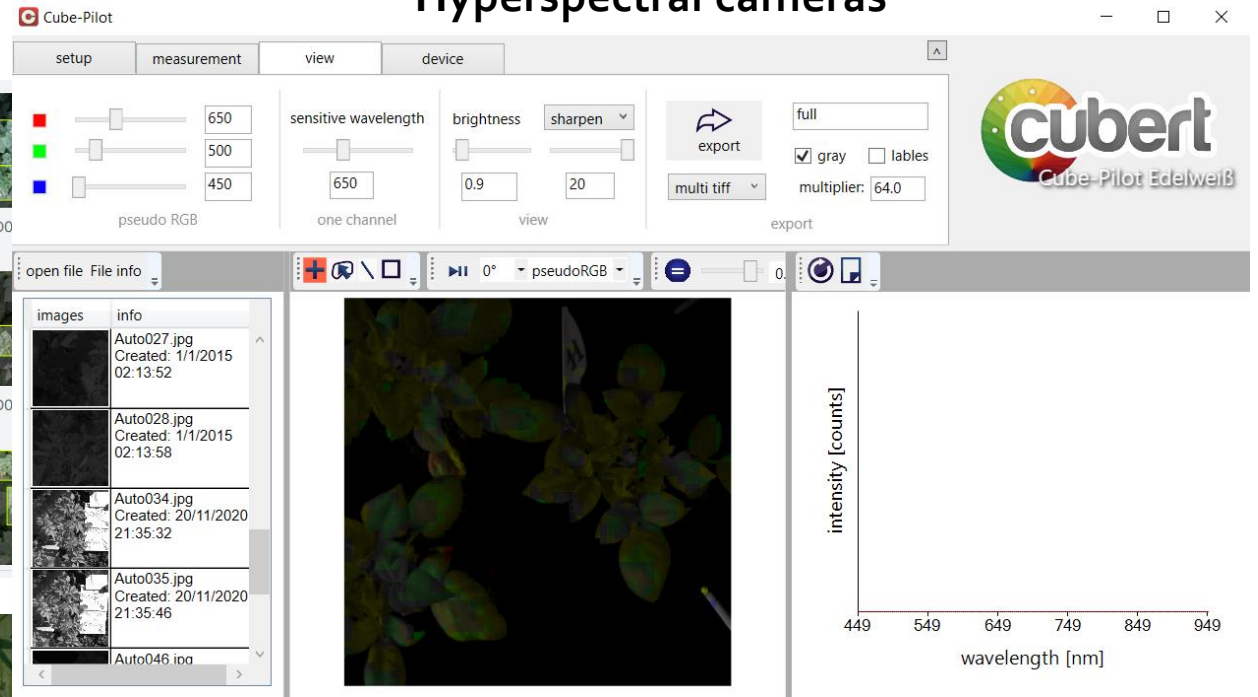 Hyperspectral cameras
Cube-Pilot
setup measurement view device
650
500
450
pseudo RGB
sensitive wavelength
650
one channel
brightness sharpen
0.9 20
view
export
multi tiff
full
gray lables
multiplier: 64.0
export
cubert
Cube-Pilot Edelweiß
open file File info
0° pseudoRGB
0.
images info
Auto027.jpg
Created: 1/1/2015
02:13:52
Auto028.jpg
Created: 1/1/2015
02:13:58
Auto034.jpg
Created: 20/11/2020
21:35:32
Auto035.jpg
Created: 20/11/2020
21:35:46
Auto046.jpg
intensity [counts]
449 549 649 749 849 949
wavelength [nm]